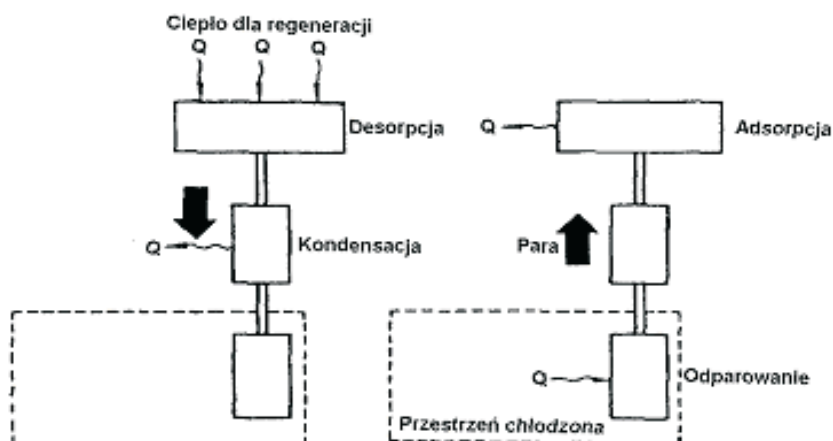 Ciepło dla regeneracji
Q Q Q
Desorpcja
Q
Adsorpcja
Q
Kondensacja
Para
Q
Odparowanie
Przestrzeń chłodzona